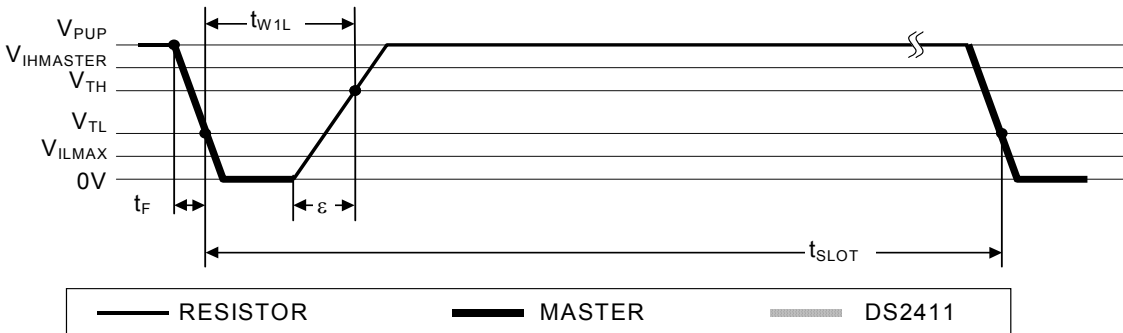 t_W1L
V_PUP
V_IHMASTER
V_TH
V_TL
V_ILMAX
0V
t_F
ε
t_SLOT
RESISTOR MASTER DS2411